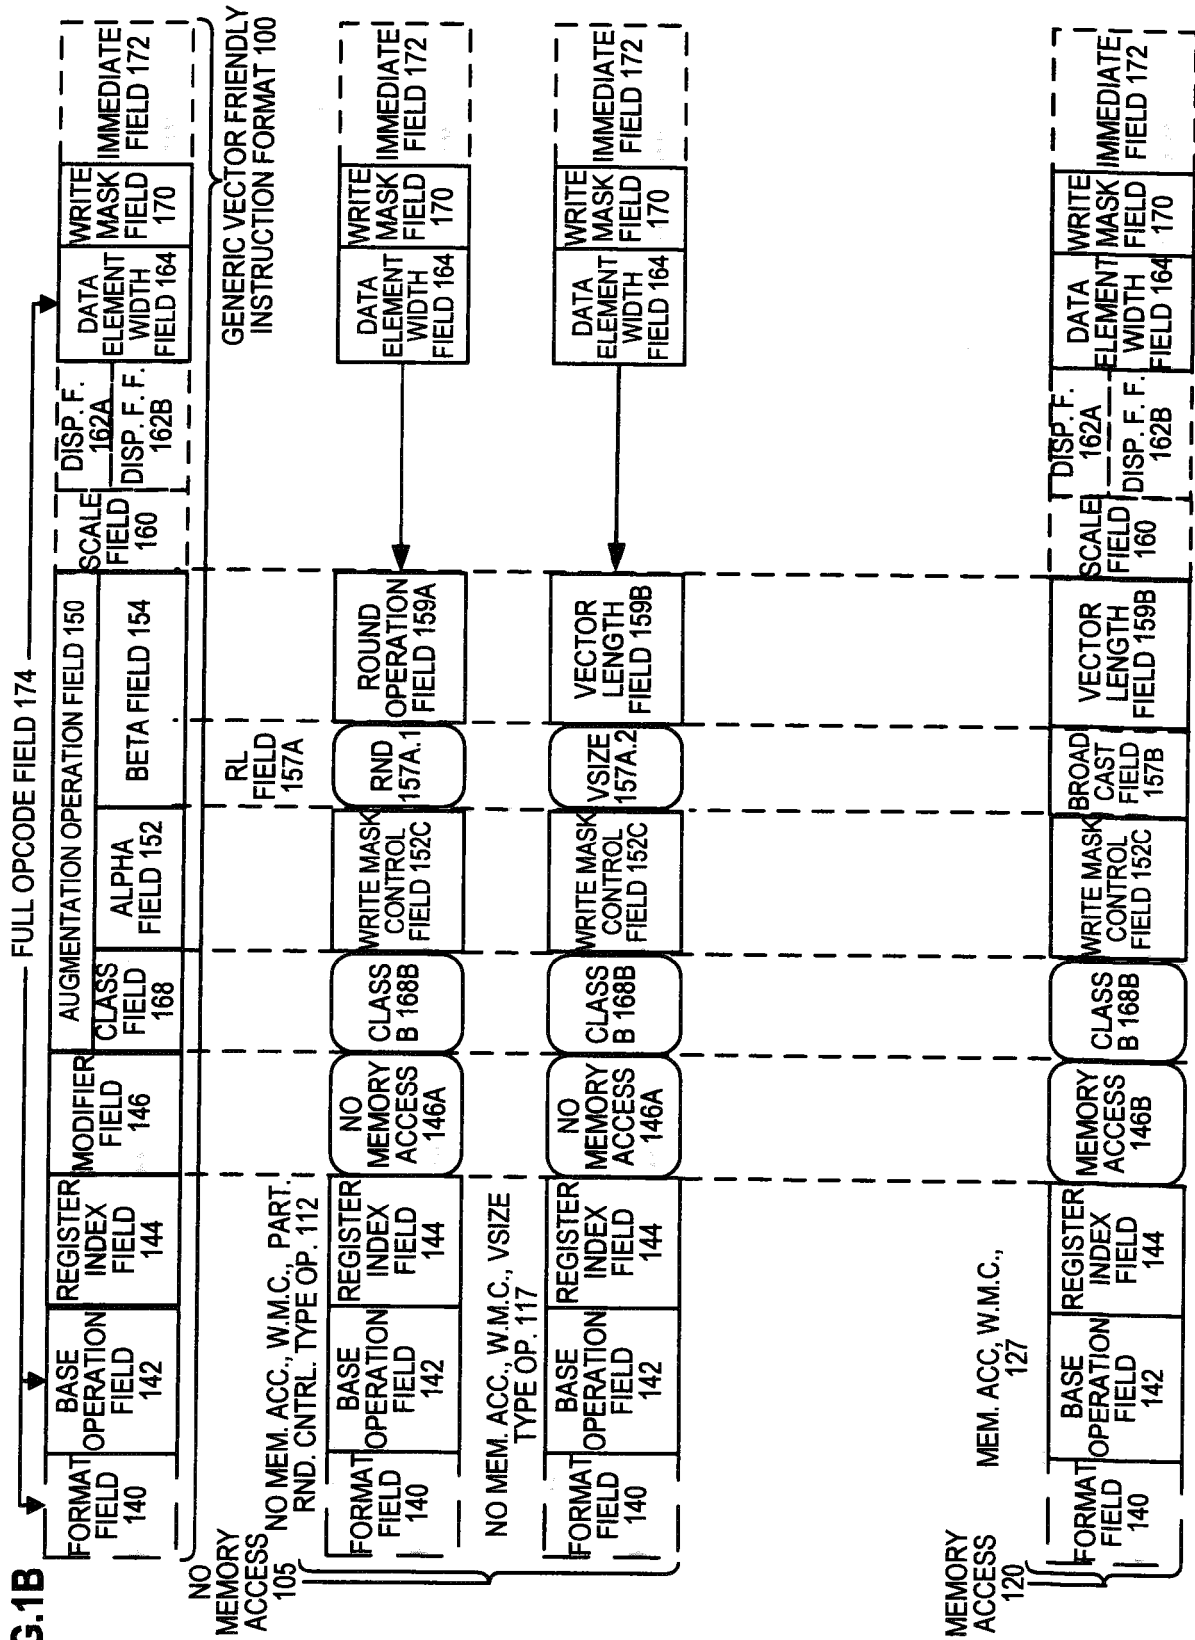 G.1B
FULL OPCODE FIELD 174
FORMAT
FIELD
140
BASE
OPERATION
FIELD
142
REGISTER
INDEX
FIELD
144
MODIFIER
FIELD
146
AUGMENTATION OPERATION FIELD 150
CLASS
FIELD
168
ALPHA
FIELD 152
BETA FIELD 154
SCALE
FIELD
160
DISP. F.
162A
DISP. F. F.
162B
DATA
ELEMENT
WIDTH
FIELD 164
WRITE
MASK
FIELD
170
IMMEDIATE
FIELD 172
GENERIC VECTOR FRIENDLY
INSTRUCTION FORMAT 100
NO
MEMORY
ACCESS
105
NO MEM. ACC., W.M.C., PART.
RND. CNTRL. TYPE OP. 112
RL
FIELD
157A
FORMAT
FIELD
140
BASE
OPERATION
FIELD
142
REGISTER
INDEX
FIELD
144
NO
MEMORY
ACCESS
146A
CLASS
B 168B
WRITE MASK
CONTROL
FIELD 152C
RND
157A.1
ROUND
OPERATION
FIELD 159A
DATA
ELEMENT
WIDTH
FIELD 164
WRITE
MASK
FIELD
170
IMMEDIATE
FIELD 172
NO MEM. ACC., W.M.C., VSIZE
TYPE OP. 117
FORMAT
FIELD
140
BASE
OPERATION
FIELD
142
REGISTER
INDEX
FIELD
144
NO
MEMORY
ACCESS
146A
CLASS
B 168B
WRITE MASK
CONTROL
FIELD 152C
VSIZE
157A.2
VECTOR
LENGTH
FIELD 159B
DATA
ELEMENT
WIDTH
FIELD 164
WRITE
MASK
FIELD
170
IMMEDIATE
FIELD 172
MEMORY
ACCESS
120
MEM. ACC, W.M.C.,
127
FORMAT
FIELD
140
BASE
OPERATION
FIELD
142
REGISTER
INDEX
FIELD
144
MEMORY
ACCESS
146B
CLASS
B 168B
WRITE MASK
CONTROL
FIELD 152C
BROAD
CAST
FIELD
157B
VECTOR
LENGTH
FIELD 159B
SCALE
FIELD
160
DISP. F.
162A
DISP. F. F.
162B
DATA
ELEMENT
WIDTH
FIELD 164
WRITE
MASK
FIELD
170
IMMEDIATE
FIELD 172